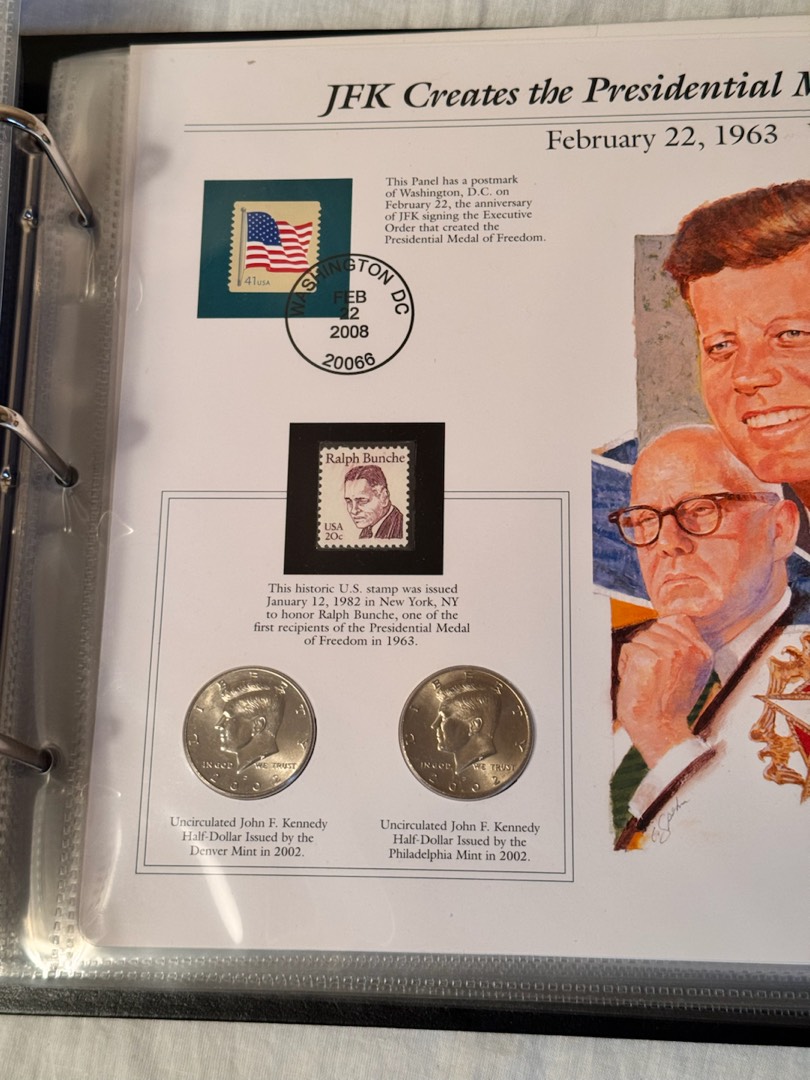 JFK Creates the Presidential M
February 22, 1963
This Panel has a postmark
of Washington, D.C. on
February 22, the anniversary
of JFK signing the Executive
Order that created the
Presidential Medal of Freedom.
41 USA
WASHINGTON DC
FEB
22
2008
20066
Ralph Bunche
USA
20c
This historic U.S. stamp was issued
January 12, 1982 in New York, NY
to honor Ralph Bunche, one of the
first recipients of the Presidential Medal
of Freedom in 1963.
LIBERTY
IN GOD WE TRUST
D
2002
LIBERTY
IN GOD WE TRUST
P
2002
Uncirculated John F. Kennedy
Half-Dollar Issued by the
Denver Mint in 2002.
Uncirculated John F. Kennedy
Half-Dollar Issued by the
Philadelphia Mint in 2002.